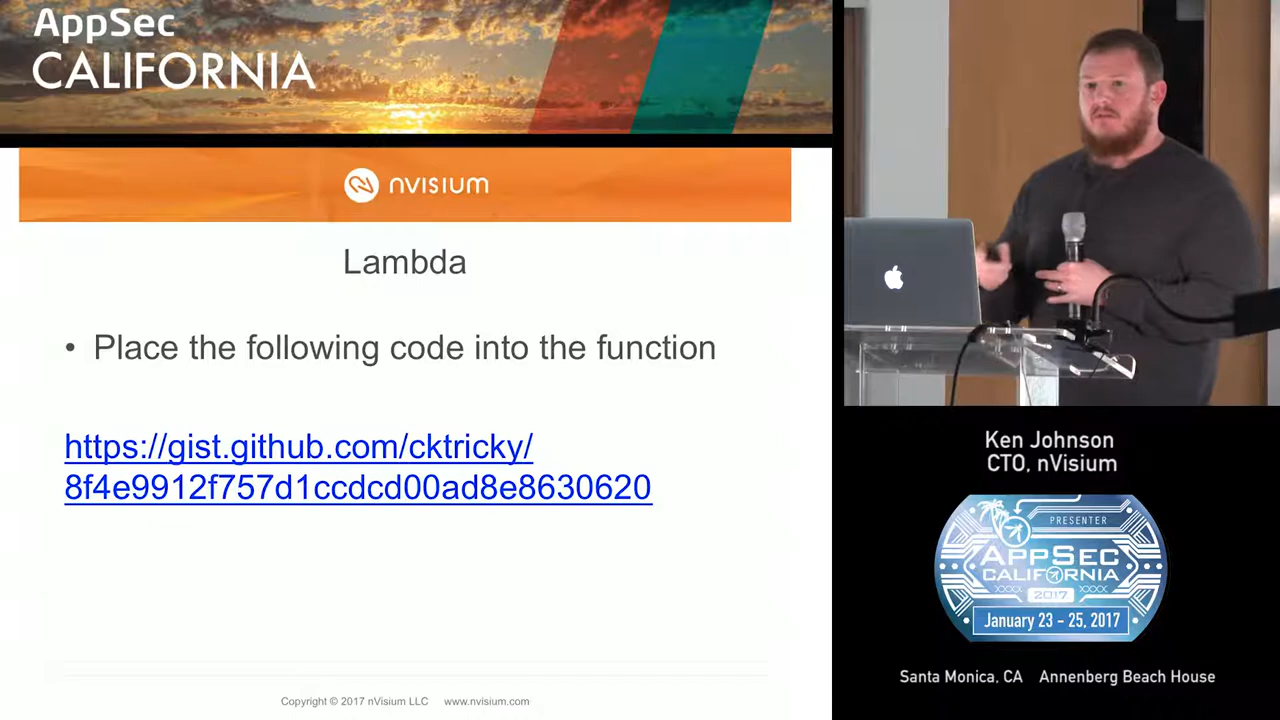 AppSec
CALIFORNIA
nVISIUM
Lambda
• Place the following code into the function
https://gist.github.com/cktricky/
8f4e9912f757d1ccdcd00ad8e8630620
Copyright © 2017 nVisium LLC www.nvisium.com
Ken Johnson
CTO, nVisium
PRESENTER
APPSEC
CALIFORNIA
XXXX 2017 XXXX
January 23 - 25, 2017
Santa Monica, CA Annenberg Beach House